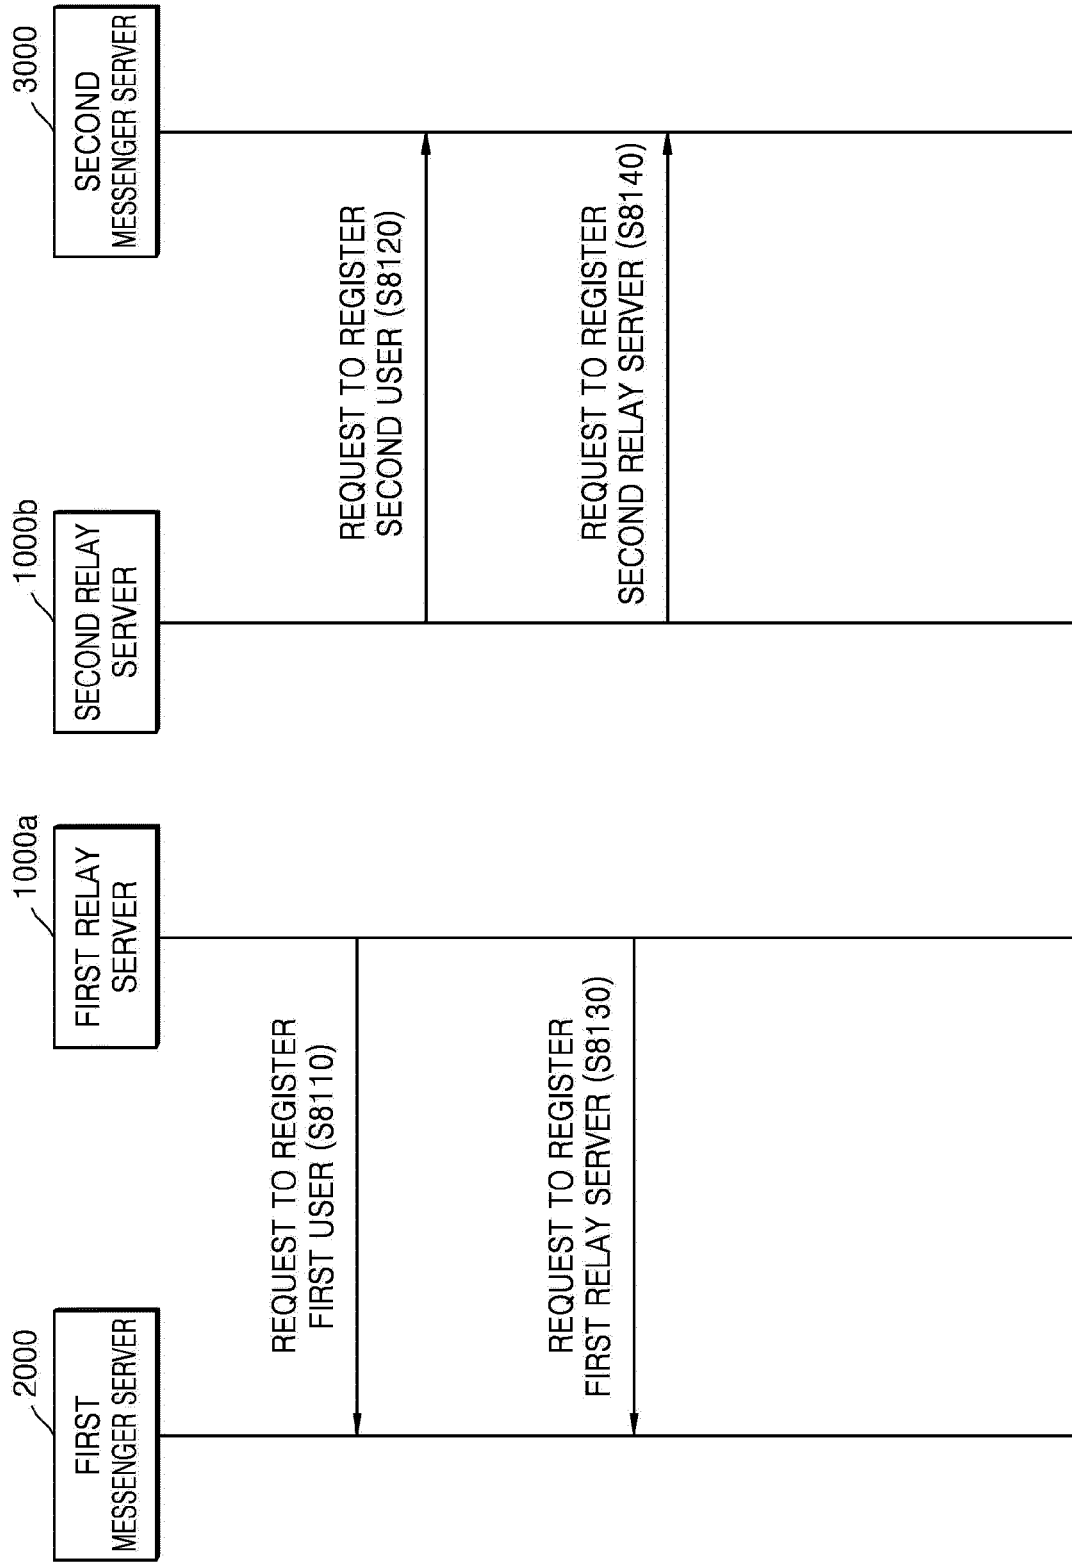 2000
FIRST
MESSENGER SERVER
1000a
FIRST RELAY
SERVER
1000b
SECOND RELAY
SERVER
3000
SECOND
MESSENGER SERVER
REQUEST TO REGISTER
FIRST USER (S8110)
REQUEST TO REGISTER
SECOND USER (S8120)
REQUEST TO REGISTER
FIRST RELAY SERVER (S8130)
REQUEST TO REGISTER
SECOND RELAY SERVER (S8140)